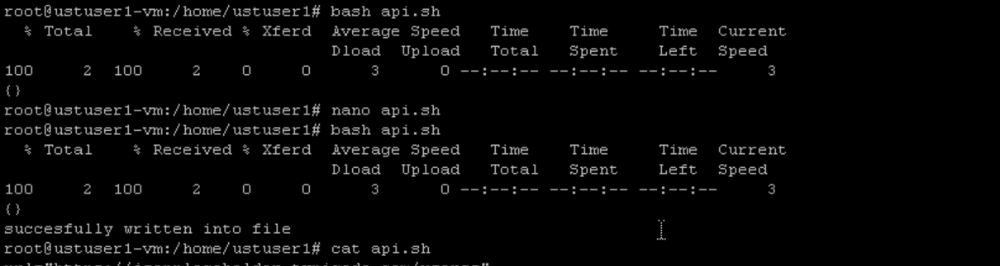 root@ustuser1-vm:/home/ustuser1# bash api.sh
% Total % Received % Xferd Average Speed Time Time Time Current
Dload Upload Total Spent Left Speed
100 2 100 2 0 0 3 0 --:--:-- --:--:-- --:--:-- 3
{}
root@ustuser1-vm:/home/ustuser1# nano api.sh
root@ustuser1-vm:/home/ustuser1# bash api.sh
% Total % Received % Xferd Average Speed Time Time Time Current
Dload Upload Total Spent Left Speed
100 2 100 2 0 0 3 0 --:--:-- --:--:-- --:--:-- 3
{}
succesfully written into file
root@ustuser1-vm:/home/ustuser1# cat api.sh